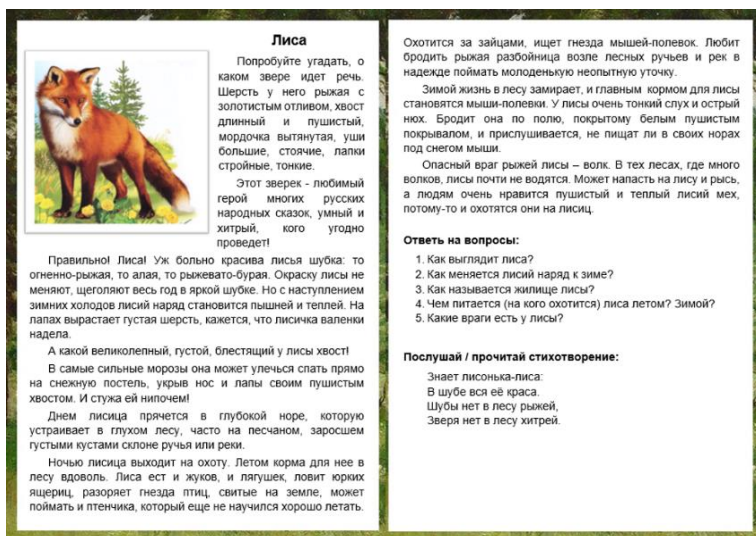 Лиса
Попробуйте угадать, о
каком звере идет речь.
Шерсть у него рыжая с
золотистым отливом, хвост
длинный и пушистый,
мордочка вытянутая, уши
большие, стоячие, лапки
стройные, тонкие.
Этот зверек - любимый
герой многих русских
народных сказок, умный и
хитрый, кого угодно
проведет!
Правильно! Лиса! Уж больно красива лисья шубка: то
огненно-рыжая, то алая, то рыжевато-бурая. Окраску лисы не
меняют, щеголяют весь год в яркой шубке. Но с наступлением
зимних холодов лисий наряд становится пышней и теплей. На
лапах вырастает густая шерсть, кажется, что лисичка валенки
надела.
А какой великолепный, густой, блестящий у лисы хвост!
В самые сильные морозы она может улечься спать прямо
на снежную постель, укрыв нос и лапы своим пушистым
хвостом. И стужа ей нипочем!
Днем лисица прячется в глубокой норе, которую
устраивает в глухом лесу, часто на песчаном, заросшем
густыми кустами склоне ручья или реки.
Ночью лисица выходит на охоту. Летом корма для нее в
лесу вдоволь. Лиса ест и жуков, и лягушек, ловит юрких
ящериц, разоряет гнезда птиц, свитые на земле, может
поймать и птенчика, который еще не научился хорошо летать.
Охотится за зайцами, ищет гнезда мышей-полевок. Любит
бродить рыжая разбойница возле лесных ручьев и рек в
надежде поймать молоденькую неопытную уточку.
Зимой жизнь в лесу замирает, и главным кормом для лисы
становятся мыши-полевки. У лисы очень тонкий слух и острый
нюх. Бродит она по полю, покрытому белым пушистым
покрывалом, и прислушивается, не пищат ли в своих норах
под снегом мыши.
Опасный враг рыжей лисы – волк. В тех лесах, где много
волков, лисы почти не водятся. Может напасть на лису и рысь,
а людям очень нравится пушистый и теплый лисий мех,
потому-то и охотятся они на лисиц.
Ответь на вопросы:
1. Как выглядит лиса?
2. Как меняется лисий наряд к зиме?
3. Как называется жилище лисы?
4. Чем питается (на кого охотится) лиса летом? Зимой?
5. Какие враги есть у лисы?
Послушай / прочитай стихотворение:
Знает лисонька-лиса:
В шубе вся её краса.
Шубы нет в лесу рыжей,
Зверя нет в лесу хитрей.